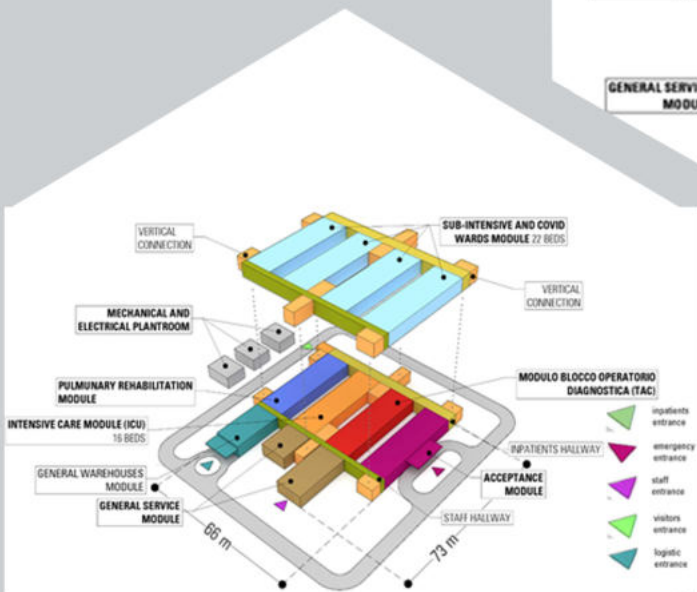 GENERAL SERVI
MODU
VERTICAL
CONNECTION
SUB-INTENSIVE AND COVID
WARDS MODULE 22 BEDS
VERTICAL
CONNECTION
MECHANICAL AND
ELECTRICAL PLANTROOM
PULMUNARY REHABILITATION
MODULE
MODULO BLOCCO OPERATORIO
DIAGNOSTICA (TAC)
INTENSIVE CARE MODULE (ICU)
16 BEDS
inpatients
entrance
INPATIENTS HALLWAY
emergency
entrance
GENERAL WAREHOUSES
MODULE
ACCEPTANCE
MODULE
staff
entrance
GENERAL SERVICE
MODULE
STAFF HALLWAY
visitors
entrance
66 m
73 m
logistic
entrance